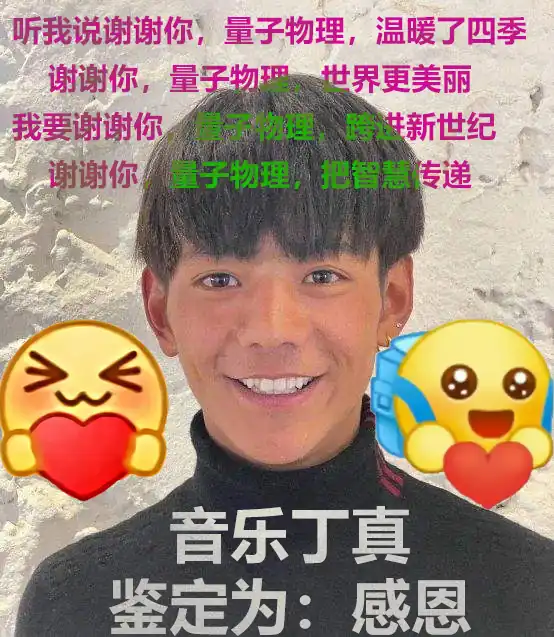 听我说谢谢你，量子物理，温暖了四季
谢谢你，量子物理，世界更美丽
我要谢谢你，量子物理，跨进新世纪
谢谢你，量子物理，把智慧传递
音乐丁真
鉴定为：感恩